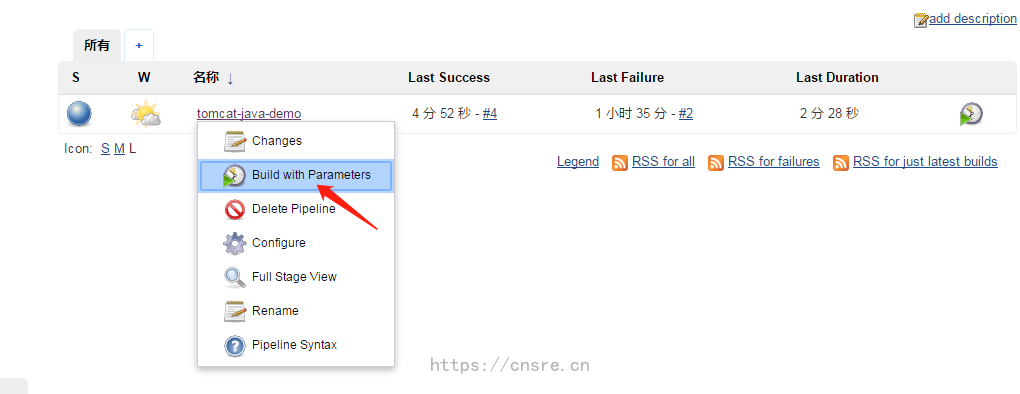 add description
所有 +
S W 名称 ↓ Last Success Last Failure Last Duration
tomcat-java-demo 4 分 52 秒 - #4 1 小时 35 分 - #2 2 分 28 秒
Icon: S M L
Legend RSS for all RSS for failures RSS for just latest builds
Changes
Build with Parameters
Delete Pipeline
Configure
Full Stage View
Rename
Pipeline Syntax
https://cnsre.cn